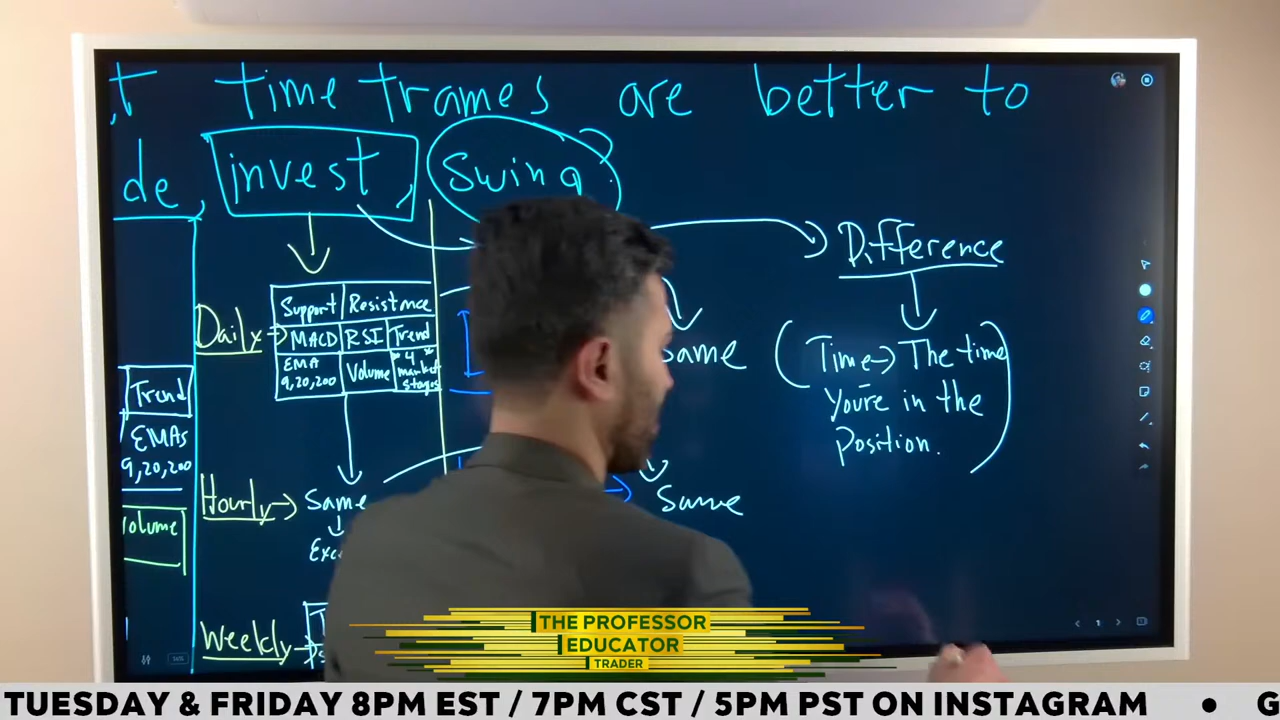 time frames are better to
de, invest, Swing
Difference
Support Resistance
Daily → MACD RSI Trend
EMA 9,20,200 Volume *4* market stages
Same
Time → The time
You're in the
Position.
Trend
EMAs
9,20,200
Volume
Hourly → Same
Same
Weekly
THE PROFESSOR
EDUCATOR
TRADER
TUESDAY & FRIDAY 8PM EST / 7PM CST / 5PM PST ON INSTAGRAM • G